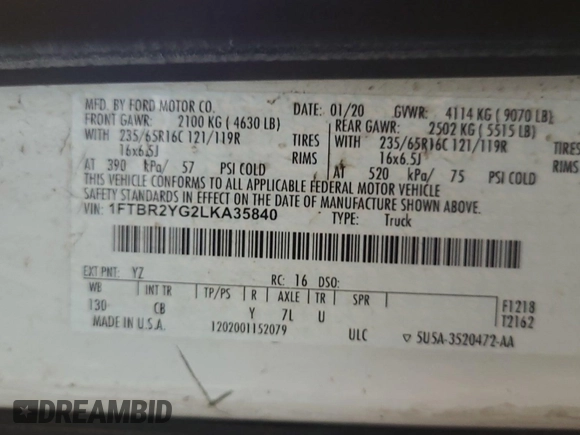 MFD. BY FORD MOTOR CO. DATE: 01/20 GVWR: 4114 KG ( 9070 LB)
FRONT GAWR: 2100 KG ( 4630 LB) REAR GAWR: 2502 KG ( 5515 LB)
WITH 235/65R16C 121/119R TIRES WITH 235/65R16C 121/119R TIRES
16x6.5J RIMS 16x6.5J RIMS
AT 390 kPa/ 57 PSI COLD AT 520 kPa/ 75 PSI COLD
THIS VEHICLE CONFORMS TO ALL APPLICABLE FEDERAL MOTOR VEHICLE
SAFETY STANDARDS IN EFFECT ON THE DATE OF MANUFACTURE SHOWN ABOVE.
VIN: 1FTBR2YG2LKA35840 TYPE: Truck
EXT PNT: YZ RC: 16 DSO:
WB INT TR TP/PS R AXLE TR SPR F1218
130 CB Y 7L U T2162
MADE IN U.S.A. 1202001152079 ULC ▽ 5U5A-3520472-AA
DREAMBID